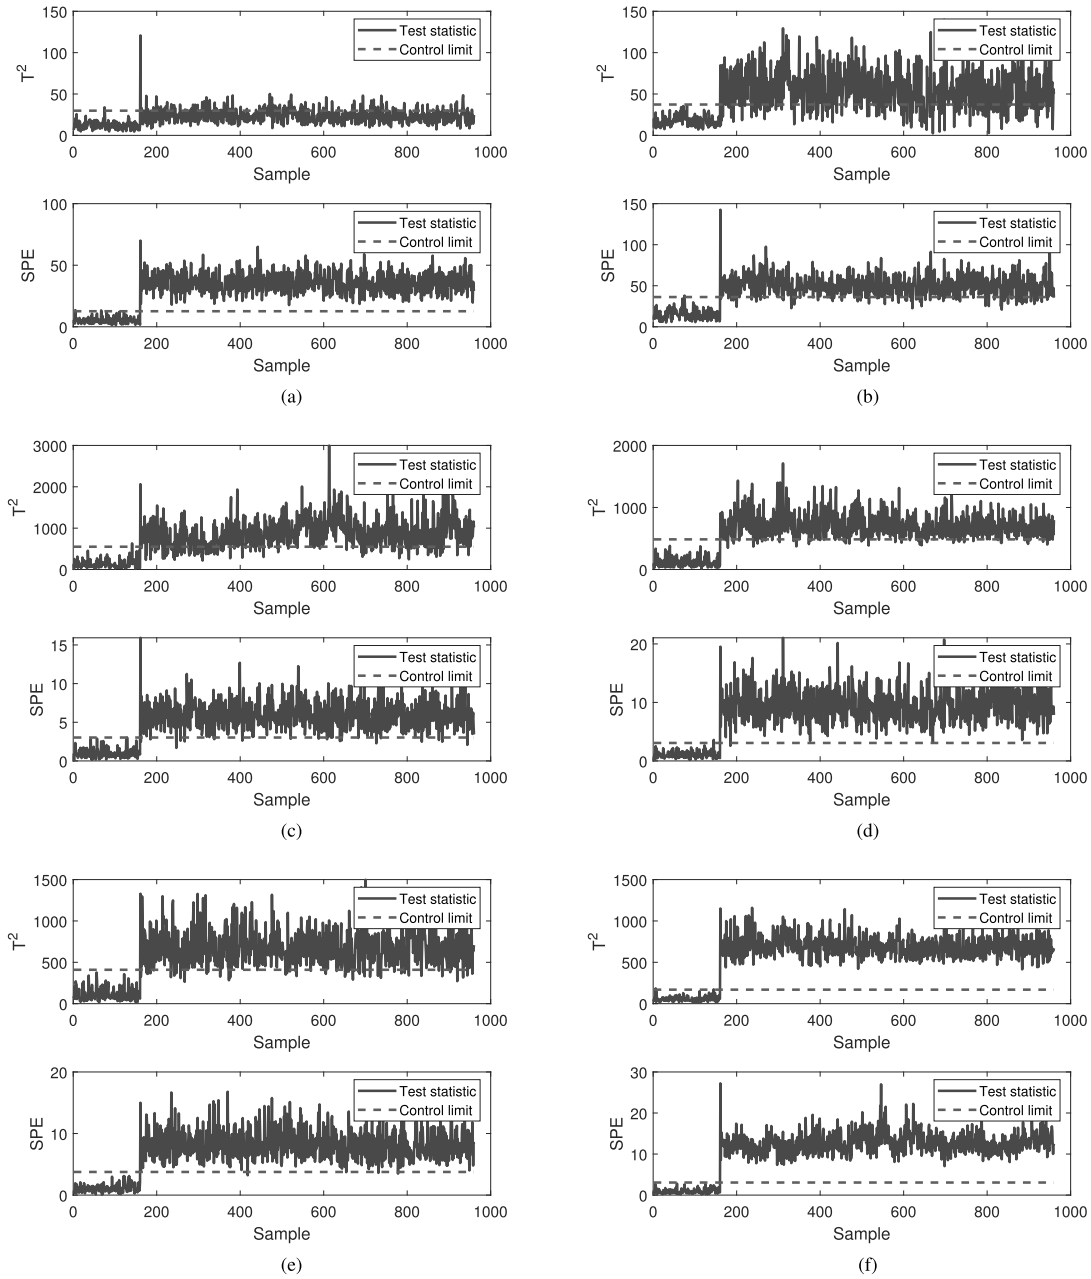 150
100
50
0
T2
Test statistic
Control limit
0 200 400 600 800 1000
Sample
150
100
50
0
T2
Test statistic
Control limit
0 200 400 600 800 1000
Sample
100
50
0
SPE
Test statistic
Control limit
0 200 400 600 800 1000
Sample
(a)
150
100
50
0
SPE
Test statistic
Control limit
0 200 400 600 800 1000
Sample
(b)
3000
2000
1000
0
T2
Test statistic
Control limit
0 200 400 600 800 1000
Sample
2000
1000
0
T2
Test statistic
Control limit
0 200 400 600 800 1000
Sample
15
10
5
0
SPE
Test statistic
Control limit
0 200 400 600 800 1000
Sample
(c)
20
10
0
SPE
Test statistic
Control limit
0 200 400 600 800 1000
Sample
(d)
1500
1000
500
0
T2
Test statistic
Control limit
0 200 400 600 800 1000
Sample
1500
1000
500
0
T2
Test statistic
Control limit
0 200 400 600 800 1000
Sample
20
10
0
SPE
Test statistic
Control limit
0 200 400 600 800 1000
Sample
(e)
30
20
10
0
SPE
Test statistic
Control limit
0 200 400 600 800 1000
Sample
(f)